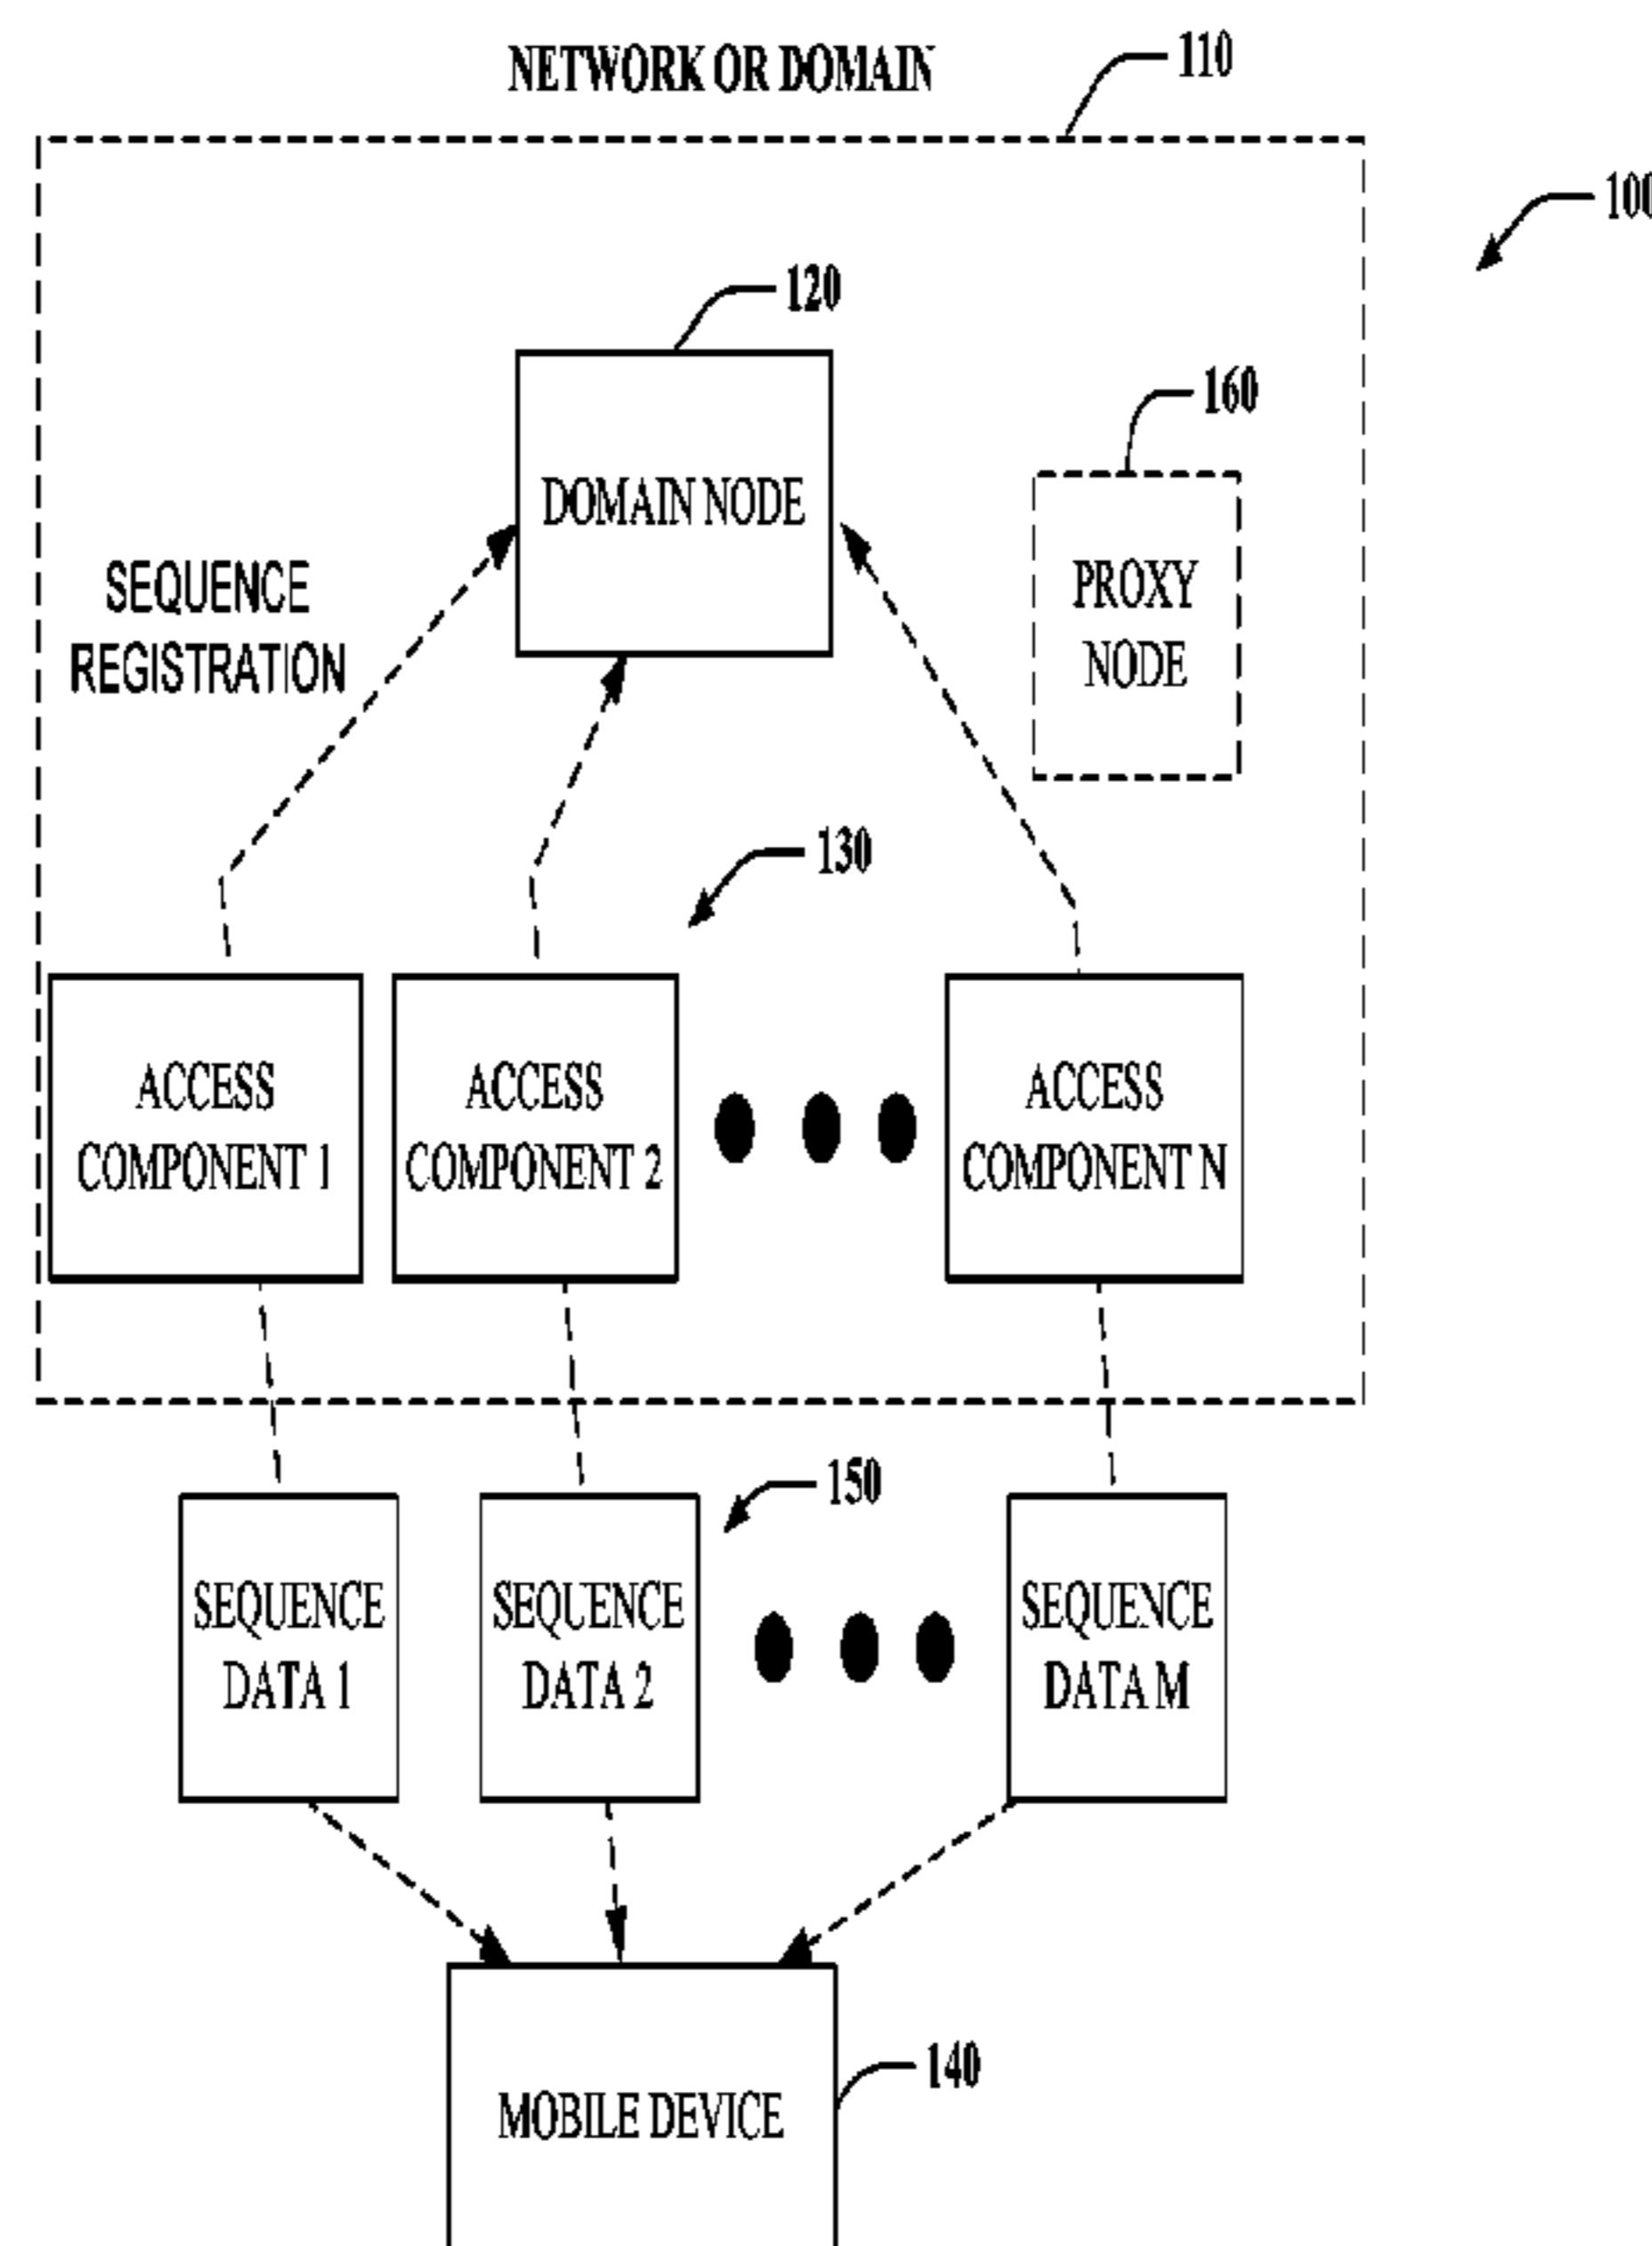 NETWORK OR DOMAIN
110
100
120
160
DOMAIN NODE
PROXY
NODE
SEQUENCE
REGISTRATION
130
ACCESS
COMPONENT 1
ACCESS
COMPONENT 2
ACCESS
COMPONENT N
150
SEQUENCE
DATA 1
SEQUENCE
DATA 2
SEQUENCE
DATA M
140
MOBILE DEVICE